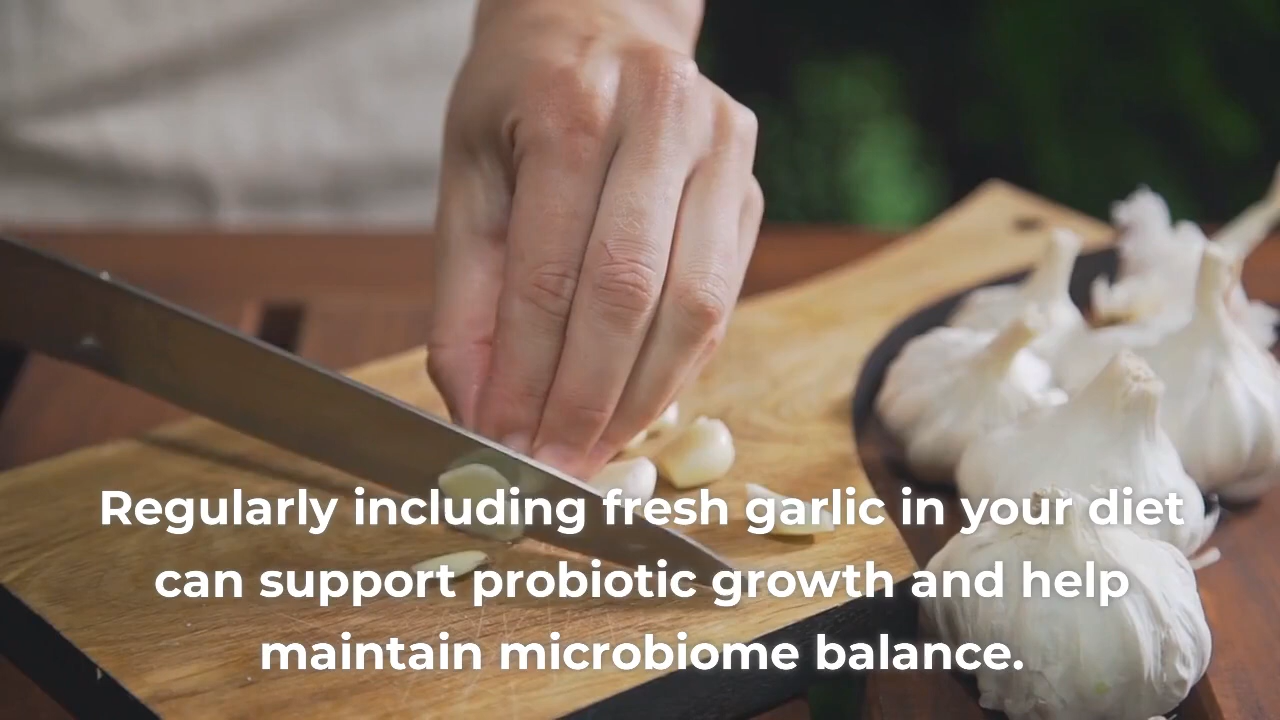 Regularly including fresh garlic in your diet
can support probiotic growth and help
maintain microbiome balance.